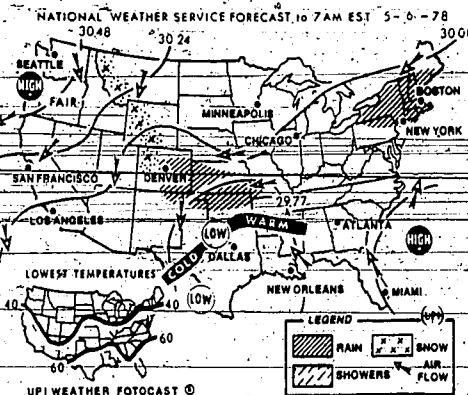 NATIONAL WEATHER SERVICE FORECAST to 7AM EST 5-6-78
30.48
30.24
30.00
SEATTLE
HIGH
FAIR
BOSTON
MINNEAPOLIS
NEW YORK
CHICAGO
SAN FRANCISCO
DENVER
29.77
LOS ANGELES
LOW
WARM
ATLANTA
COLD
DALLAS
HIGH
LOWEST TEMPERATURES
LOW
NEW ORLEANS
MIAMI
40
40
60
60
LEGEND
UPI
RAIN
SNOW
SHOWERS
AIR
FLOW
UPI WEATHER FOTOCAST ®